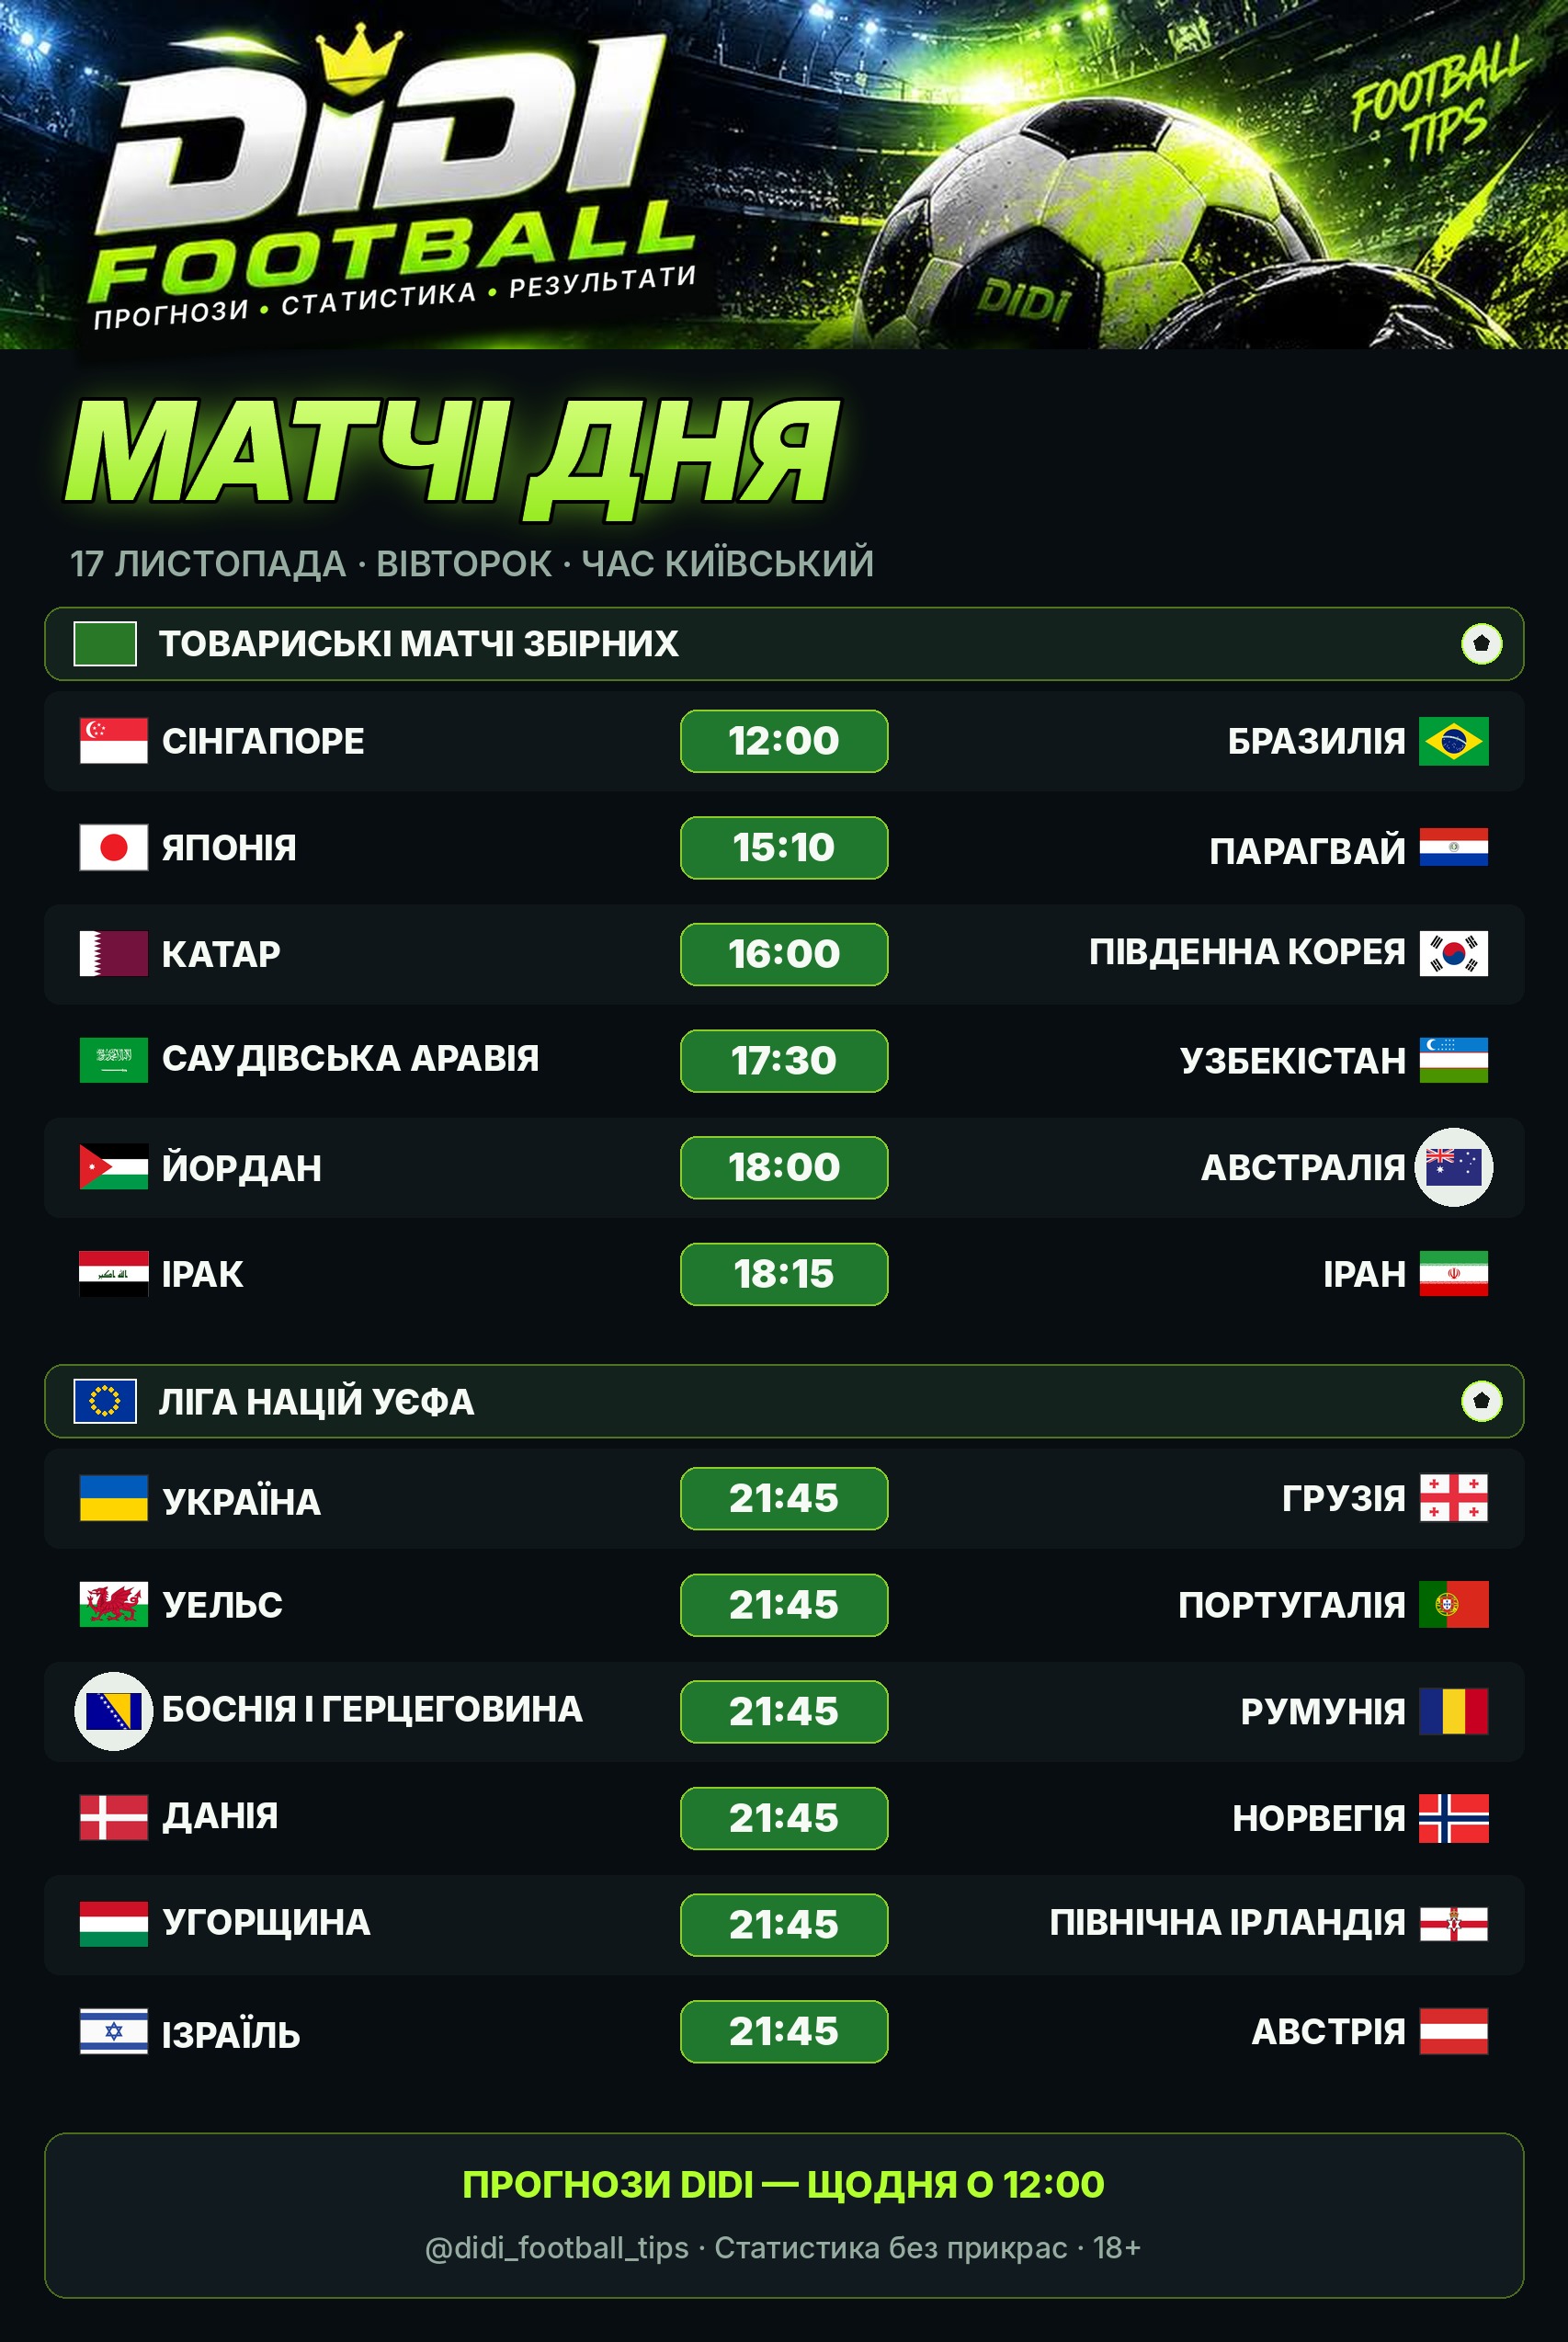 DiDI
FOOTBALL
ПРОГНОЗИ • СТАТИСТИКА • РЕЗУЛЬТАТИ
FOOTBALL
TIPS
DiDi
МАТЧІ ДНЯ
17 ЛИСТОПАДА · ВІВТОРОК · ЧАС КИЇВСЬКИЙ
ТОВАРИСЬКІ МАТЧІ ЗБІРНИХ
СІНГАПОРЕ 12:00 БРАЗИЛІЯ
ЯПОНІЯ 15:10 ПАРАГВАЙ
КАТАР 16:00 ПІВДЕННА КОРЕЯ
САУДІВСЬКА АРАВІЯ 17:30 УЗБЕКІСТАН
ЙОРДАН 18:00 АВСТРАЛІЯ
ІРАК 18:15 ІРАН
ЛІГА НАЦІЙ УЄФА
УКРАЇНА 21:45 ГРУЗІЯ
УЕЛЬС 21:45 ПОРТУГАЛІЯ
БОСНІЯ І ГЕРЦЕГОВИНА 21:45 РУМУНІЯ
ДАНІЯ 21:45 НОРВЕГІЯ
УГОРЩИНА 21:45 ПІВНІЧНА ІРЛАНДІЯ
ІЗРАЇЛЬ 21:45 АВСТРІЯ
ПРОГНОЗИ DIDI — ЩОДНЯ О 12:00
@didi_football_tips · Статистика без прикрас · 18+